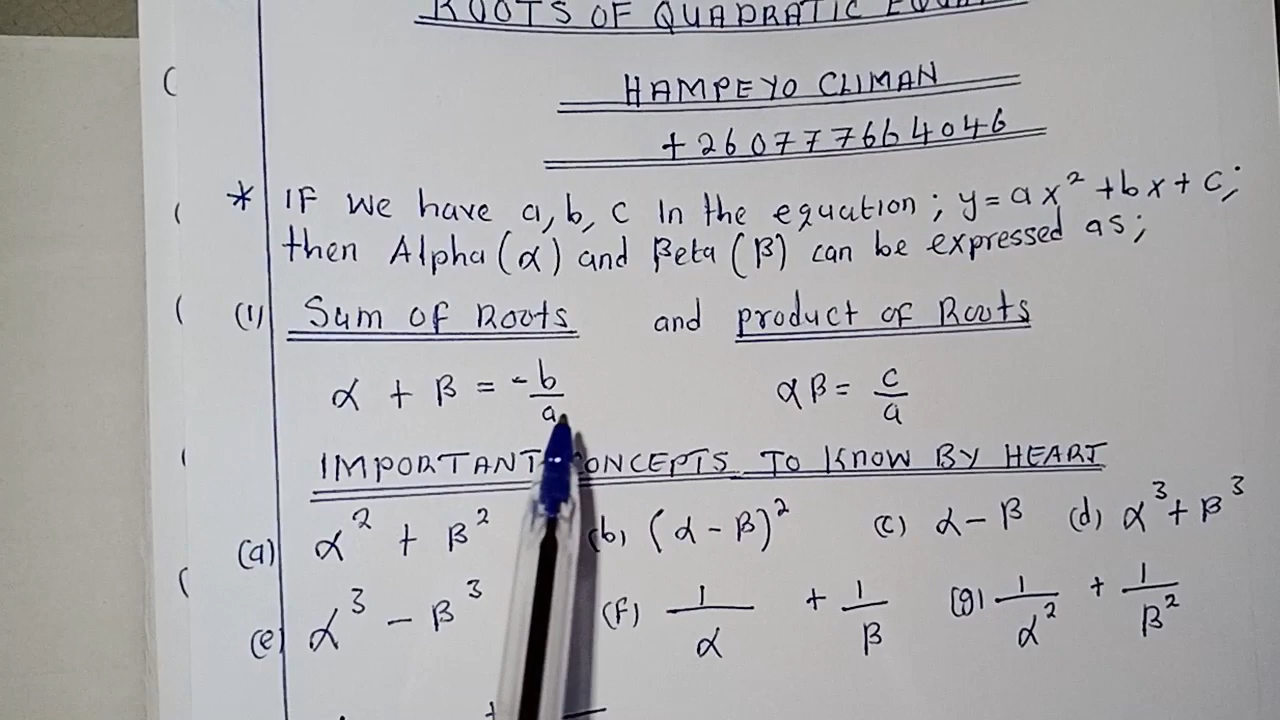 ROOTS OF QUADRATIC
HAMPEYO CLIMAN
+260777664046
* IF we have a, b, c In the equation; y = ax² + bx + c;
then Alpha (α) and Beta (β) can be expressed as;
(1) Sum of Roots and product of Roots
α + β = -b/a αβ = c/a
IMPORTANT CONCEPTS TO KNOW BY HEART
(a) α² + β² (b) (α - β)² (c) α - β (d) α³ + β³
(e) α³ - β³ (f) 1/α + 1/β (g) 1/α² + 1/β²